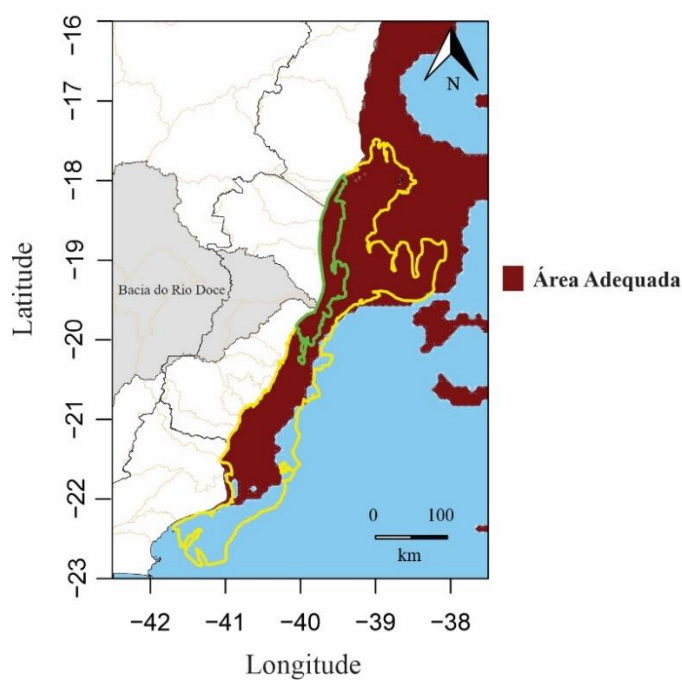 −16
−17
−18
−19
−20
−21
−22
−23
Latitude
N
Bacia do Rio Doce
Área Adequada
0 100
km
−42 −41 −40 −39 −38
Longitude